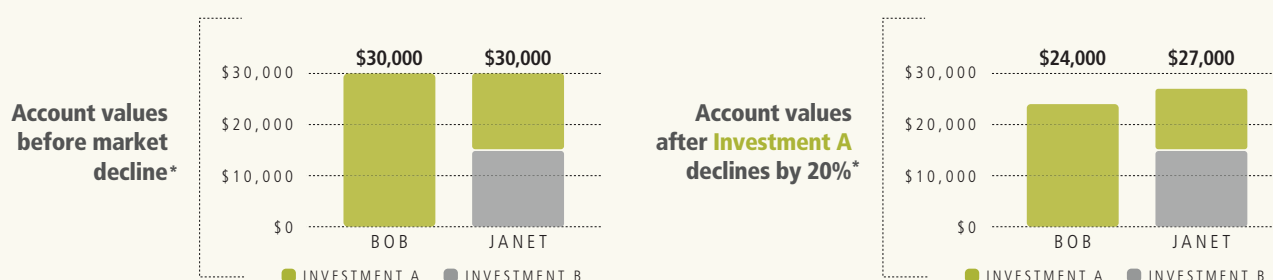 Account values
before market
decline*
$30,000 $30,000
$30,000
$20,000
$10,000
$0
BOB JANET
INVESTMENT A INVESTMENT B
Account values
after Investment A
declines by 20%*
$24,000 $27,000
$30,000
$20,000
$10,000
$0
BOB JANET
INVESTMENT A INVESTMENT B